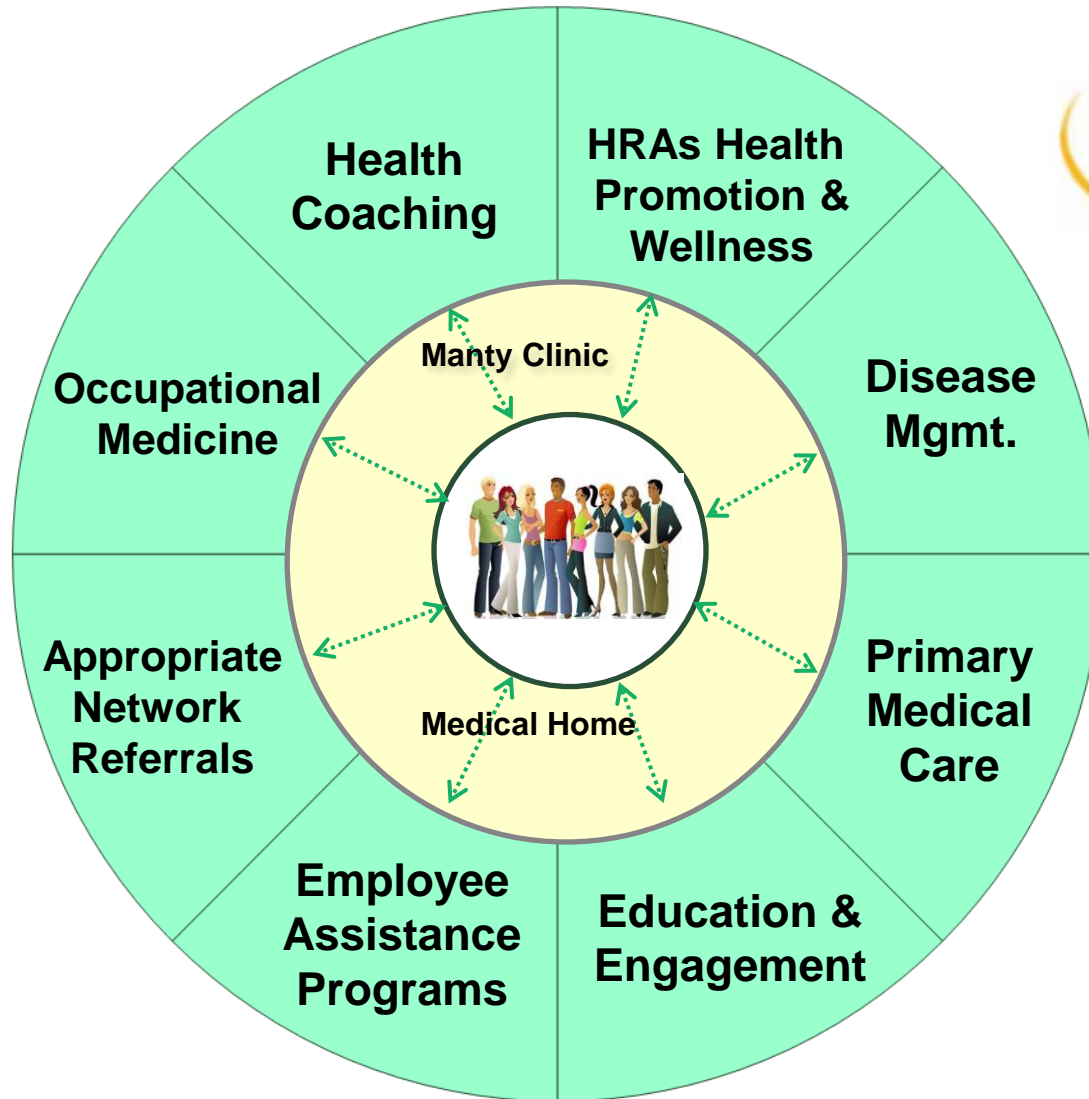 Health
Coaching
HRAs Health
Promotion &
Wellness
Disease
Mgmt.
Primary
Medical
Care
Education &
Engagement
Employee
Assistance
Programs
Appropriate
Network
Referrals
Occupational
Medicine
Manty Clinic
Medical Home